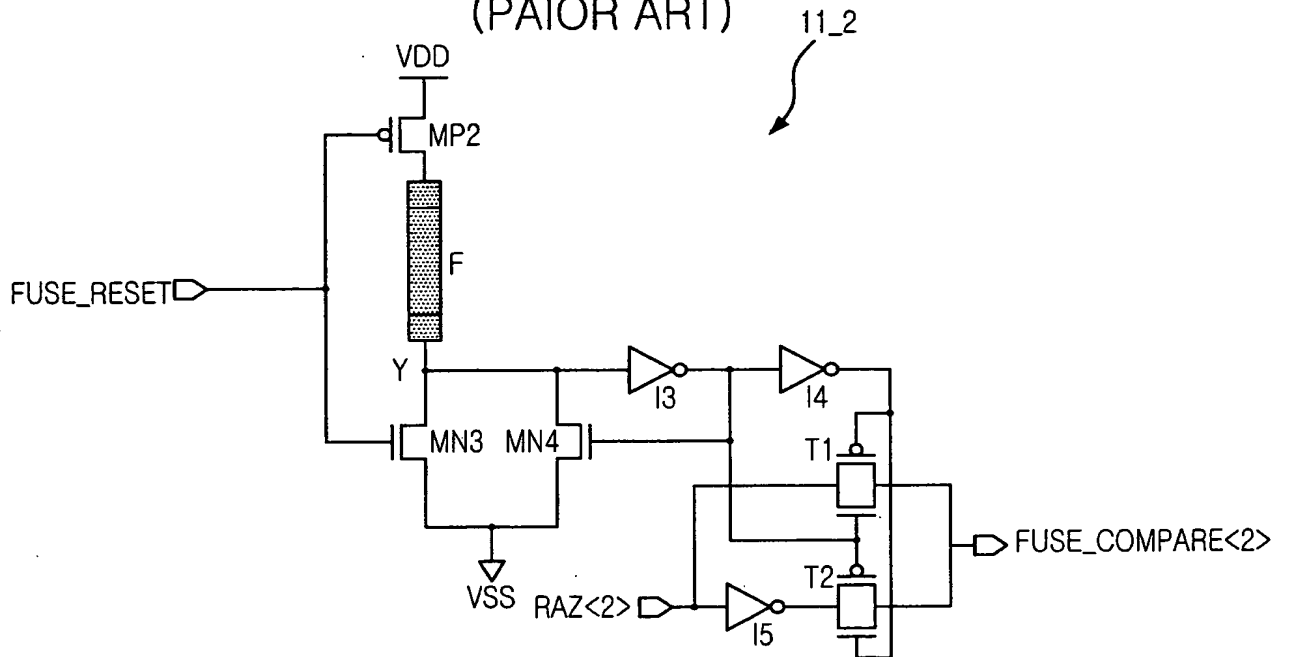 (PAIOR ART)
11_2
VDD
MP2
F
FUSE_RESET
Y
I3
I4
MN3
MN4
T1
FUSE_COMPARE<2>
T2
VSS
RAZ<2>
I5